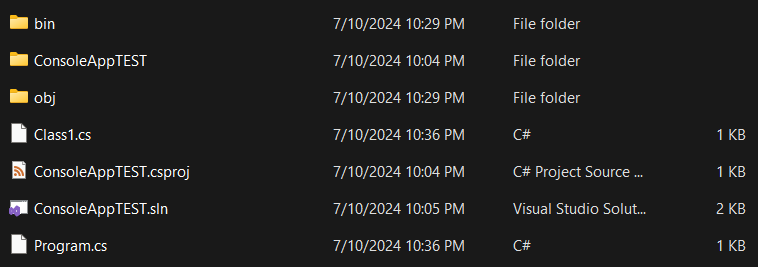 bin 7/10/2024 10:29 PM File folder
ConsoleAppTEST 7/10/2024 10:04 PM File folder
obj 7/10/2024 10:29 PM File folder
Class1.cs 7/10/2024 10:36 PM C# 1 KB
ConsoleAppTEST.csproj 7/10/2024 10:04 PM C# Project Source ... 1 KB
ConsoleAppTEST.sln 7/10/2024 10:05 PM Visual Studio Solut... 2 KB
Program.cs 7/10/2024 10:36 PM C# 1 KB